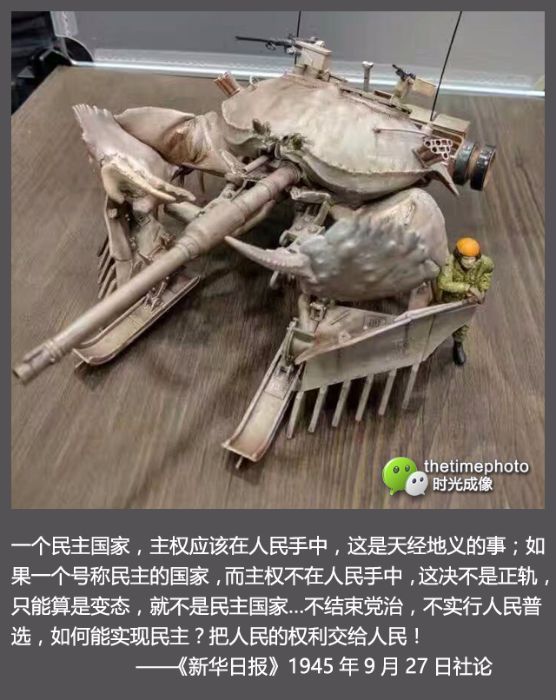 thetimephoto
时光成像
一个民主国家，主权应该在人民手中，这是天经地义的事；如
果一个号称民主的国家，而主权不在人民手中，这决不是正轨，
只能算是变态，就不是民主国家…不结束党治，不实行人民普
选，如何能实现民主？把人民的权利交给人民！
——《新华日报》1945 年 9 月 27 日社论